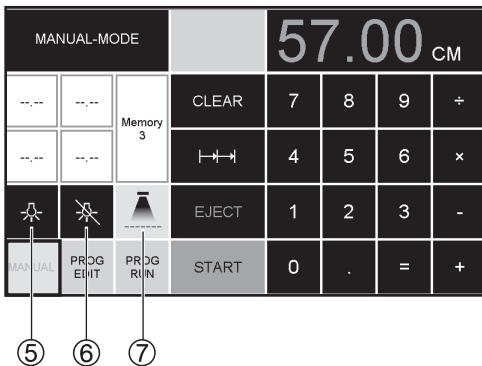 MANUAL-MODE
57.00 CM
--.-- --.--
Memory
3
CLEAR 7 8 9 ÷
--.-- --.--
4 5 6 ×
EJECT 1 2 3 -
MANUAL
PROG
EDIT
PROG
RUN
START 0 . = +
⑤ ⑥ ⑦